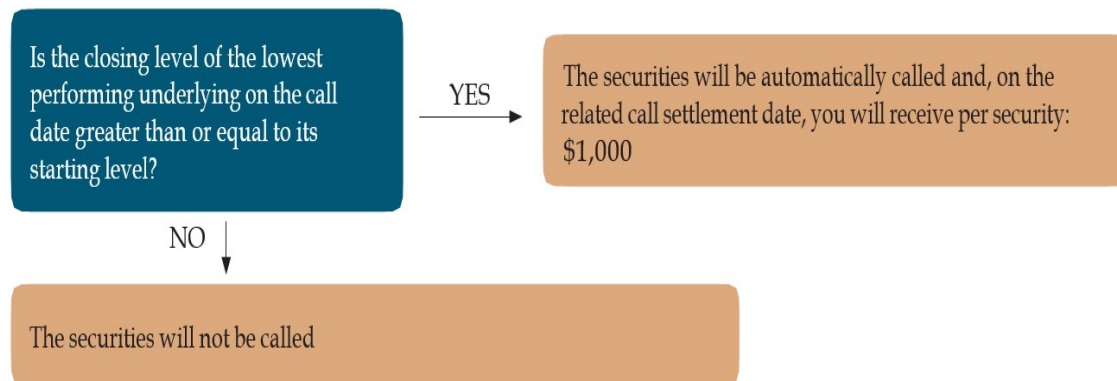 Is the closing level of the lowest
performing underlying on the call
date greater than or equal to its
starting level?
YES
The securities will be automatically called and, on the
related call settlement date, you will receive per security:
$1,000
NO
The securities will not be called